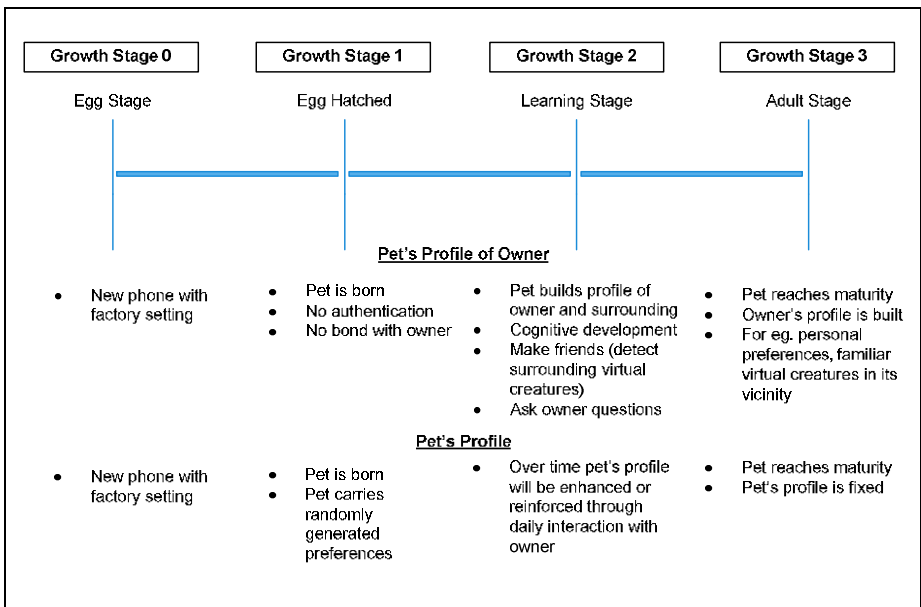 Growth Stage 0
Growth Stage 1
Growth Stage 2
Growth Stage 3
Egg Stage
Egg Hatched
Learning Stage
Adult Stage
Pet's Profile of Owner
• New phone with
factory setting
• Pet is born
• No authentication
• No bond with owner
• Pet builds profile of
owner and surrounding
• Cognitive development
• Make friends (detect
surrounding virtual
creatures)
• Ask owner questions
• Pet reaches maturity
• Owner's profile is built
• For eg. personal
preferences, familiar
virtual creatures in its
vicinity
Pet's Profile
• New phone with
factory setting
• Pet is born
• Pet carries
randomly
generated
preferences
• Over time pet's profile
will be enhanced or
reinforced through
daily interaction with
owner
• Pet reaches maturity
• Pet's profile is fixed